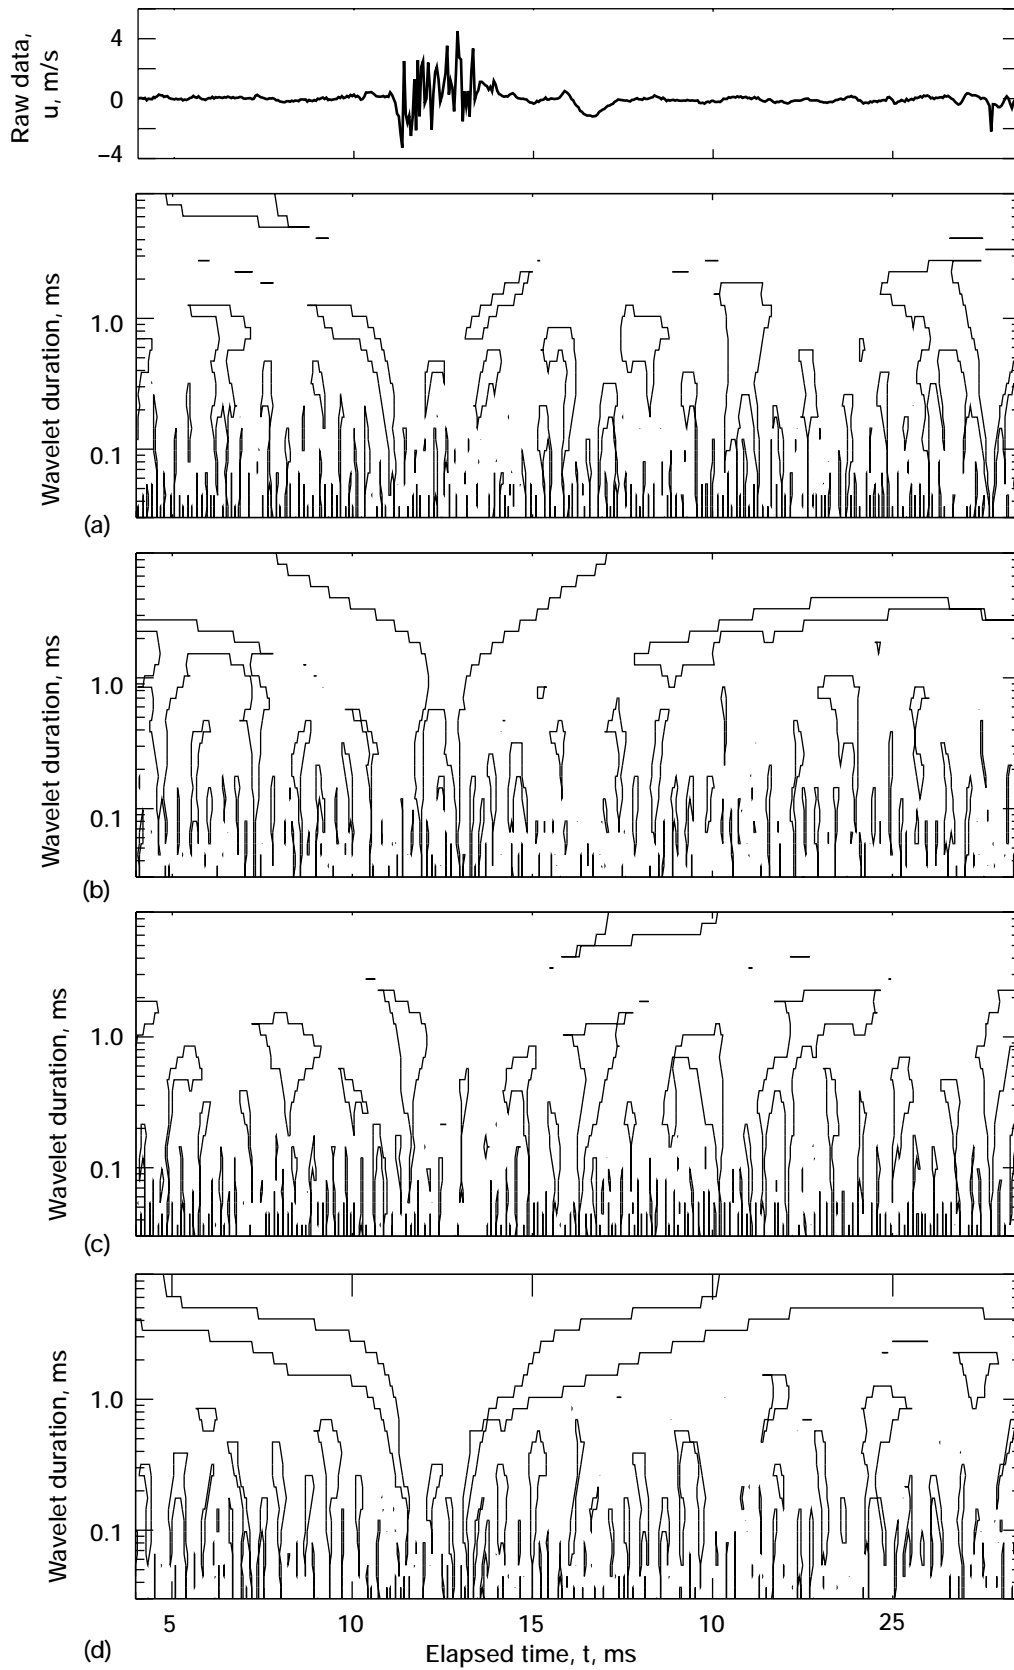 Raw data,
u, m/s
4
0
−4
Wavelet duration, ms
1.0
0.1
(a)
Wavelet duration, ms
1.0
0.1
(b)
Wavelet duration, ms
1.0
0.1
(c)
Wavelet duration, ms
1.0
0.1
5 10 15 10 25
(d)
Elapsed time, t, ms